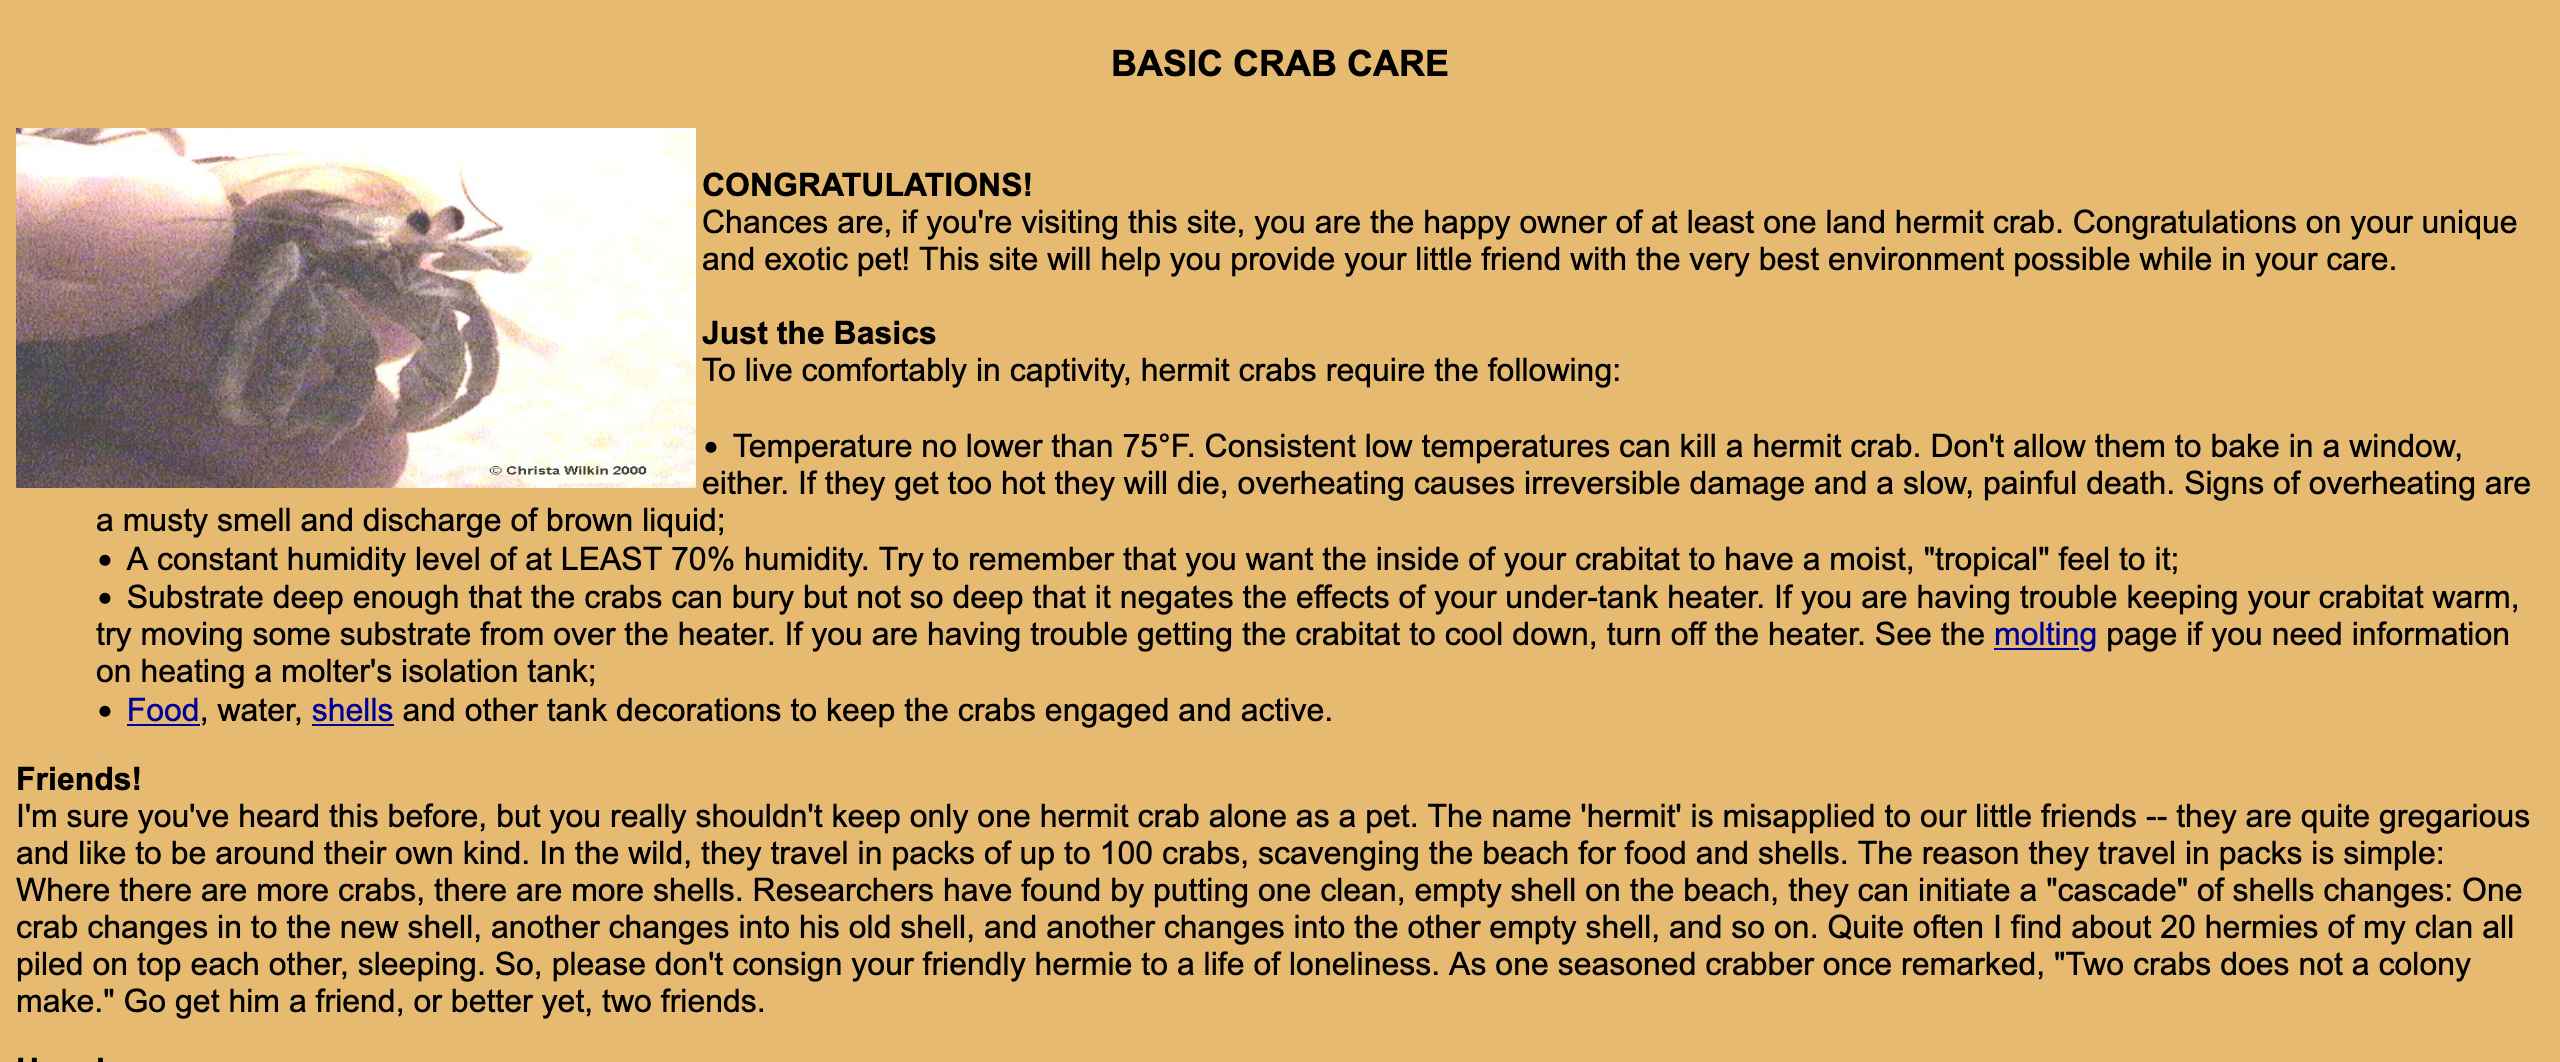 BASIC CRAB CARE
CONGRATULATIONS!
Chances are, if you're visiting this site, you are the happy owner of at least one land hermit crab. Congratulations on your unique
and exotic pet! This site will help you provide your little friend with the very best environment possible while in your care.
Just the Basics
To live comfortably in captivity, hermit crabs require the following:
• Temperature no lower than 75°F. Consistent low temperatures can kill a hermit crab. Don't allow them to bake in a window,
either. If they get too hot they will die, overheating causes irreversible damage and a slow, painful death. Signs of overheating are
a musty smell and discharge of brown liquid;
© Christa Wilkin 2000
• A constant humidity level of at LEAST 70% humidity. Try to remember that you want the inside of your crabitat to have a moist, "tropical" feel to it;
• Substrate deep enough that the crabs can bury but not so deep that it negates the effects of your under-tank heater. If you are having trouble keeping your crabitat warm,
try moving some substrate from over the heater. If you are having trouble getting the crabitat to cool down, turn off the heater. See the molting page if you need information
on heating a molter's isolation tank;
• Food, water, shells and other tank decorations to keep the crabs engaged and active.
Friends!
I'm sure you've heard this before, but you really shouldn't keep only one hermit crab alone as a pet. The name 'hermit' is misapplied to our little friends -- they are quite gregarious
and like to be around their own kind. In the wild, they travel in packs of up to 100 crabs, scavenging the beach for food and shells. The reason they travel in packs is simple:
Where there are more crabs, there are more shells. Researchers have found by putting one clean, empty shell on the beach, they can initiate a "cascade" of shells changes: One
crab changes in to the new shell, another changes into his old shell, and another changes into the other empty shell, and so on. Quite often I find about 20 hermies of my clan all
piled on top each other, sleeping. So, please don't consign your friendly hermie to a life of loneliness. As one seasoned crabber once remarked, "Two crabs does not a colony
make." Go get him a friend, or better yet, two friends.